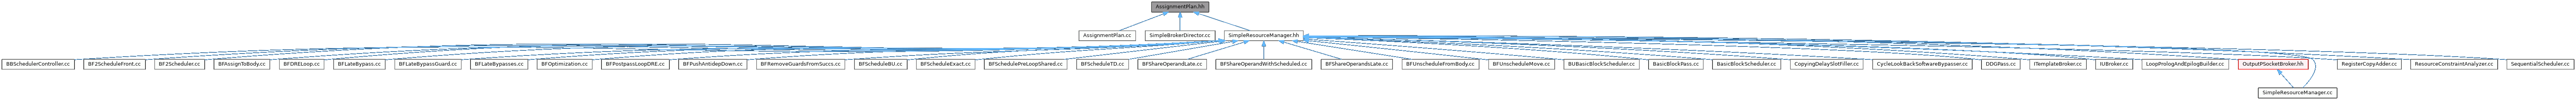 AssignmentPlan.hh
AssignmentPlan.cc
SimpleBrokerDirector.cc
SimpleResourceManager.hh
BBSchedulerController.cc
BF2ScheduleFront.cc
BF2Scheduler.cc
BFAssignToBody.cc
BFDRELoop.cc
BFLateBypass.cc
BFLateBypassGuard.cc
BFLateBypasses.cc
BFOptimization.cc
BFPostpassLoopDRE.cc
BFPushAntidepDown.cc
BFRemoveGuardsFromSuccs.cc
BFScheduleBU.cc
BFScheduleExact.cc
BFSchedulePreLoopShared.cc
BFScheduleTD.cc
BFShareOperandLate.cc
BFShareOperandWithScheduled.cc
BFShareOperandsLate.cc
BFUnscheduleFromBody.cc
BFUnscheduleMove.cc
BUBasicBlockScheduler.cc
BasicBlockPass.cc
BasicBlockScheduler.cc
CopyingDelaySlotFiller.cc
CycleLookBackSoftwareBypasser.cc
DDGPass.cc
ITemplateBroker.cc
IUBroker.cc
LoopPrologAndEpilogBuilder.cc
OutputPSocketBroker.hh
RegisterCopyAdder.cc
ResourceConstraintAnalyzer.cc
SequentialScheduler.cc
SimpleResourceManager.cc